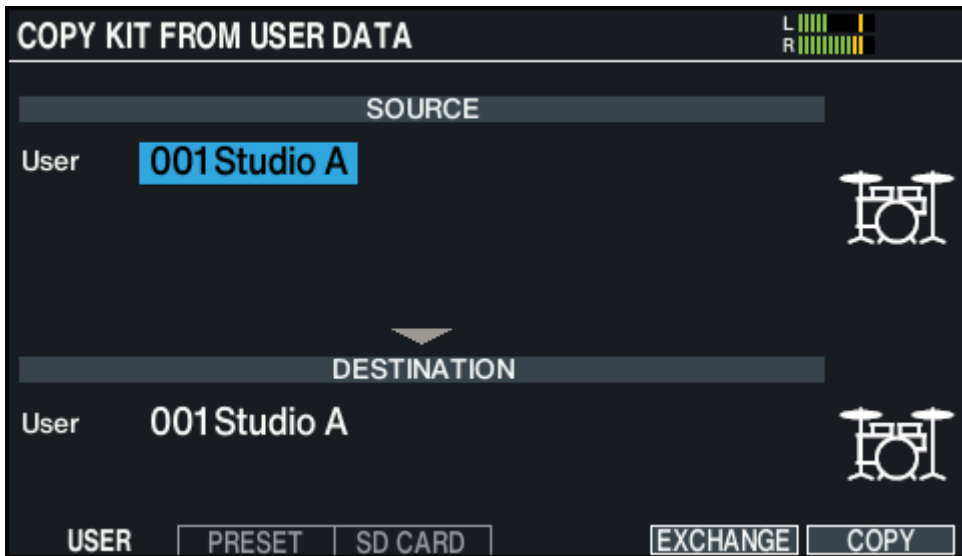 COPY KIT FROM USER DATA
L
R
SOURCE
User 001 Studio A
DESTINATION
User 001 Studio A
USER PRESET SD CARD EXCHANGE COPY